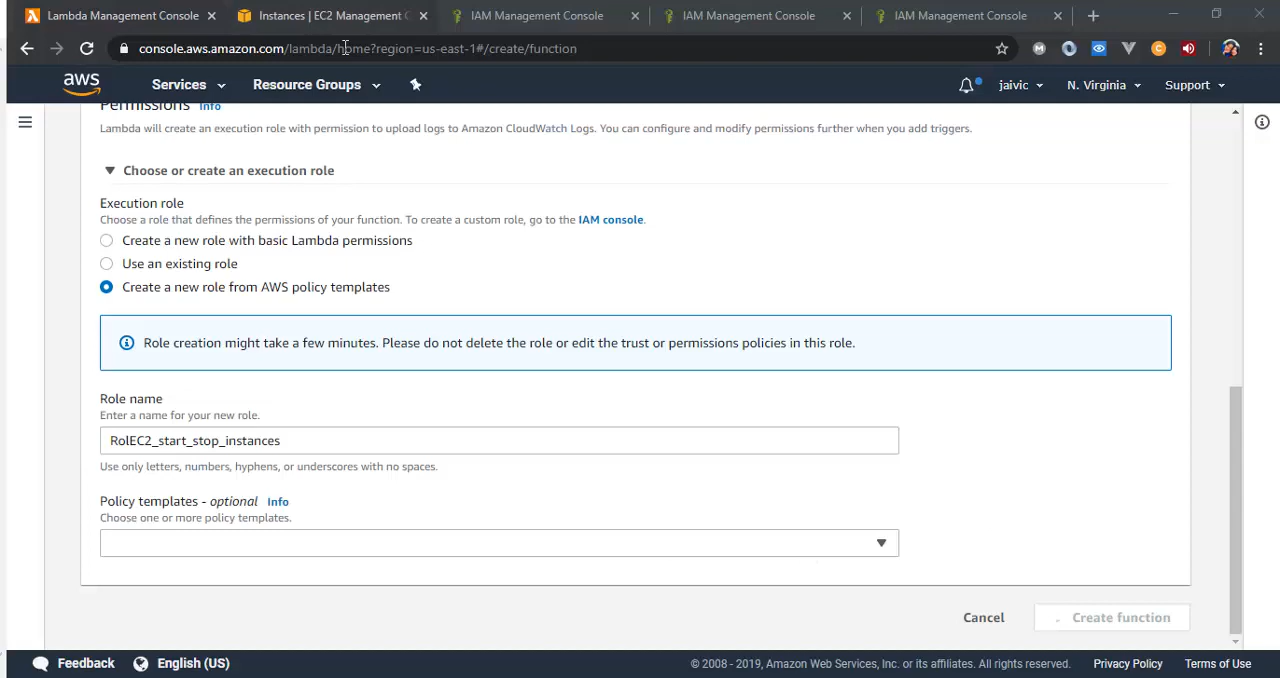 Lambda Management Console
Instances | EC2 Management C
IAM Management Console
IAM Management Console
IAM Management Console
console.aws.amazon.com/lambda/home?region=us-east-1#/create/function
aws
Services
Resource Groups
jaivic
N. Virginia
Support
Permissions Info
Lambda will create an execution role with permission to upload logs to Amazon CloudWatch Logs. You can configure and modify permissions further when you add triggers.
Choose or create an execution role
Execution role
Choose a role that defines the permissions of your function. To create a custom role, go to the IAM console.
Create a new role with basic Lambda permissions
Use an existing role
Create a new role from AWS policy templates
Role creation might take a few minutes. Please do not delete the role or edit the trust or permissions policies in this role.
Role name
Enter a name for your new role.
RolEC2_start_stop_instances
Use only letters, numbers, hyphens, or underscores with no spaces.
Policy templates - optional Info
Choose one or more policy templates.
Cancel
Create function
Feedback
English (US)
© 2008 - 2019, Amazon Web Services, Inc. or its affiliates. All rights reserved.
Privacy Policy
Terms of Use